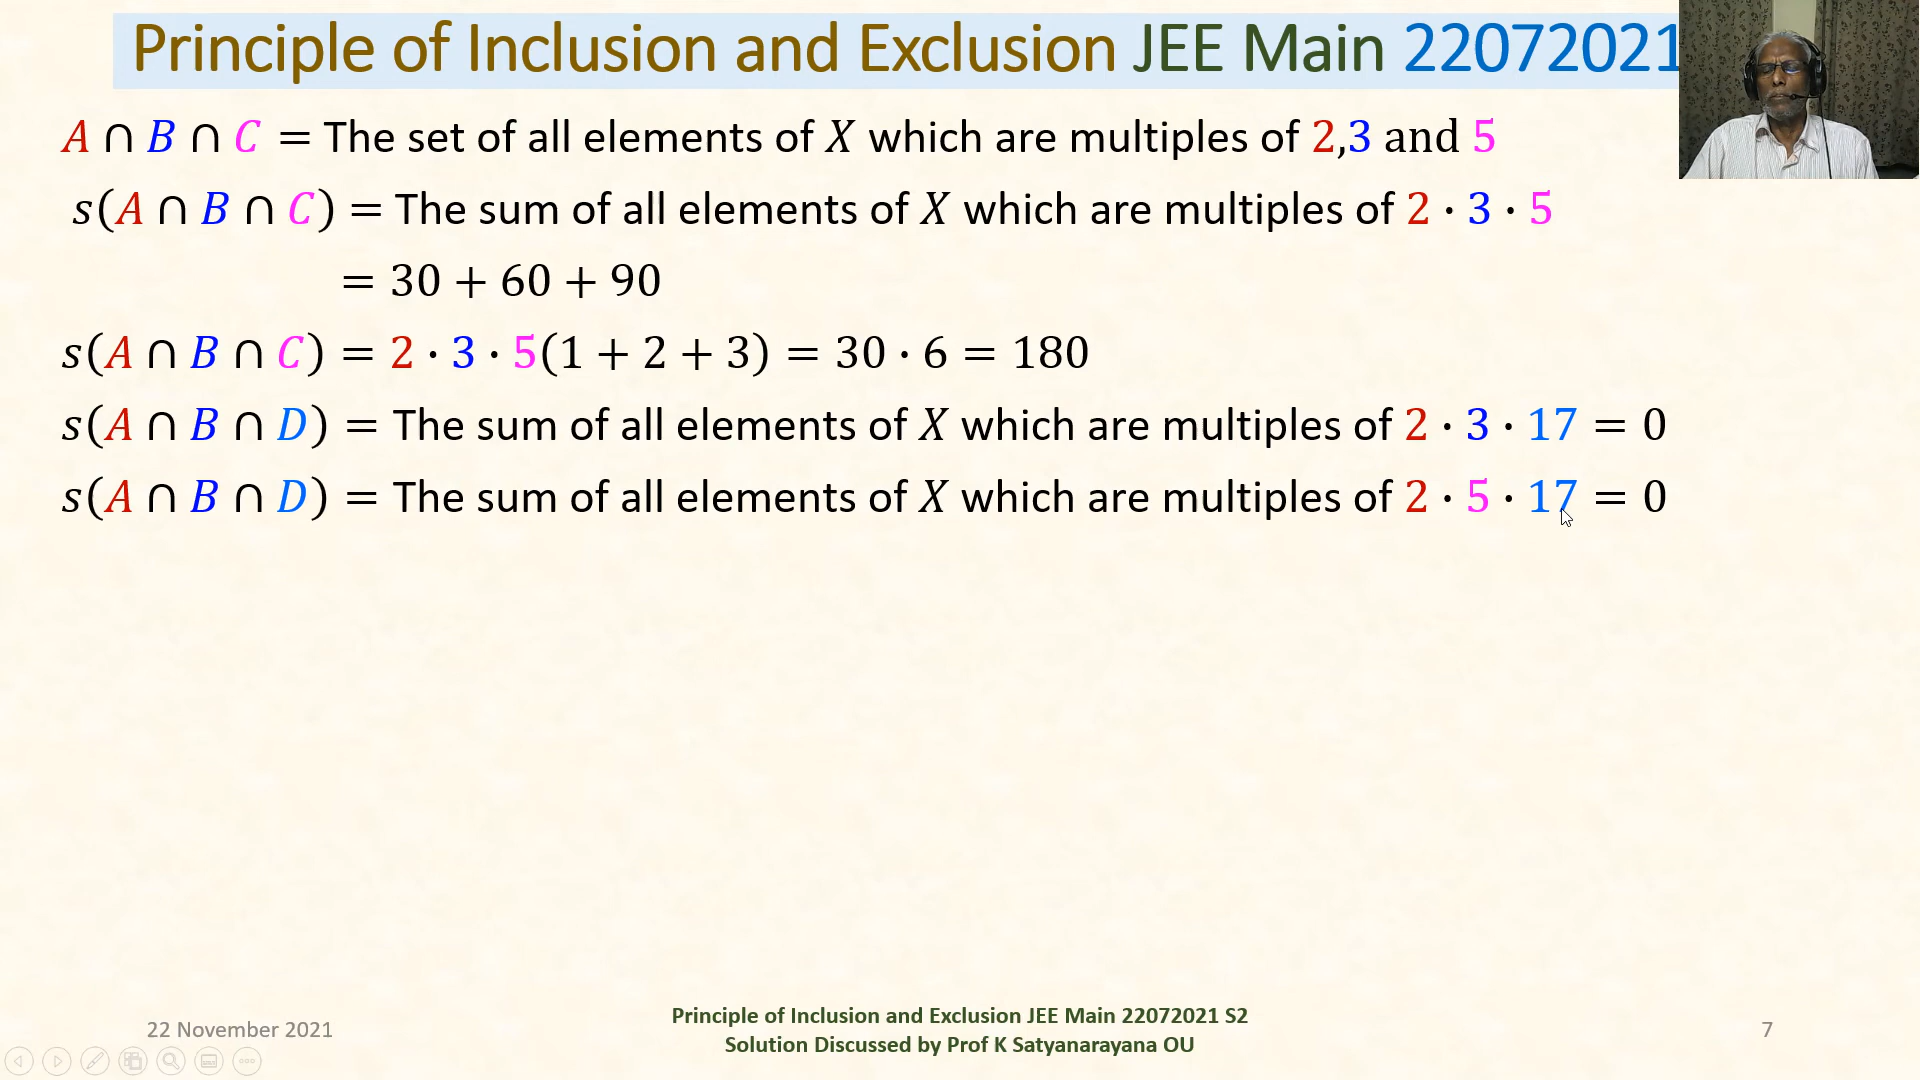 Principle of Inclusion and Exclusion JEE Main 22072021
A ∩ B ∩ C = The set of all elements of X which are multiples of 2,3 and 5
s(A ∩ B ∩ C) = The sum of all elements of X which are multiples of 2 · 3 · 5
= 30 + 60 + 90
s(A ∩ B ∩ C) = 2 · 3 · 5(1 + 2 + 3) = 30 · 6 = 180
s(A ∩ B ∩ D) = The sum of all elements of X which are multiples of 2 · 3 · 17 = 0
s(A ∩ B ∩ D) = The sum of all elements of X which are multiples of 2 · 5 · 17 = 0
22 November 2021
Principle of Inclusion and Exclusion JEE Main 22072021 S2
Solution Discussed by Prof K Satyanarayana OU
7